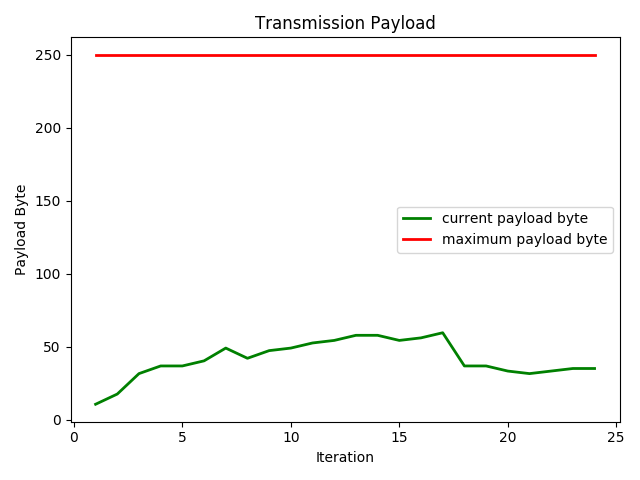 Transmission Payload
250
200
150
100
50
0
Payload Byte
current payload byte
maximum payload byte
0 5 10 15 20 25
Iteration